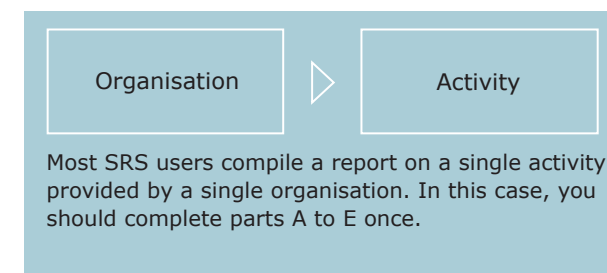 Organisation
Activity
Most SRS users compile a report on a single activity
provided by a single organisation. In this case, you
should complete parts A to E once.